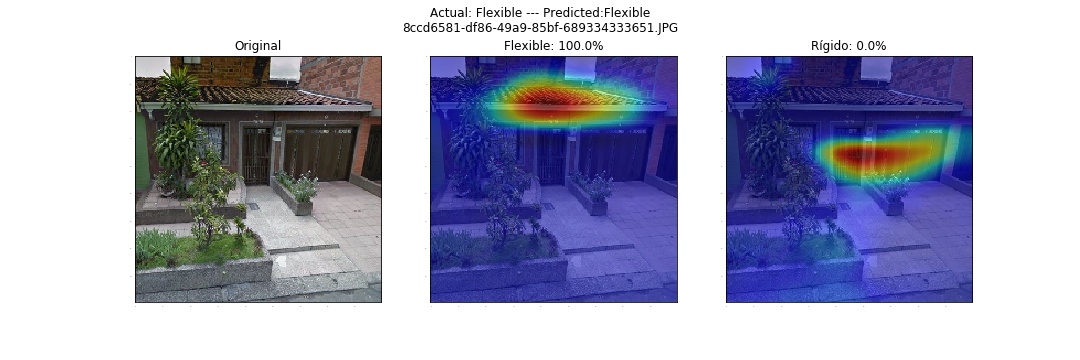 Actual: Flexible --- Predicted:Flexible
8ccd6581-df86-49a9-85bf-689334333651.JPG
Original
Flexible: 100.0%
Rígido: 0.0%